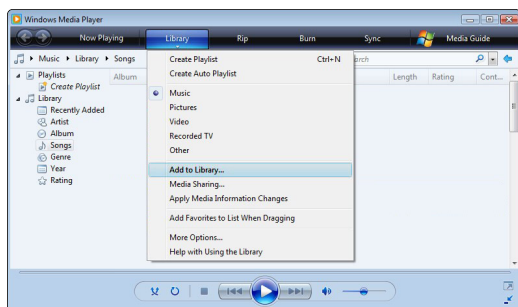 Windows Media Player
Now Playing Library Rip Burn Sync Media Guide
Music Library Songs
Playlists
Create Playlist
Library
Recently Added
Artist
Album
Songs
Genre
Year
Rating
Album Length Rating Cont...
Create Playlist Ctrl+N
Create Auto Playlist
Music
Pictures
Video
Recorded TV
Other
Add to Library...
Media Sharing...
Apply Media Information Changes
Add Favorites to List When Dragging
More Options...
Help with Using the Library